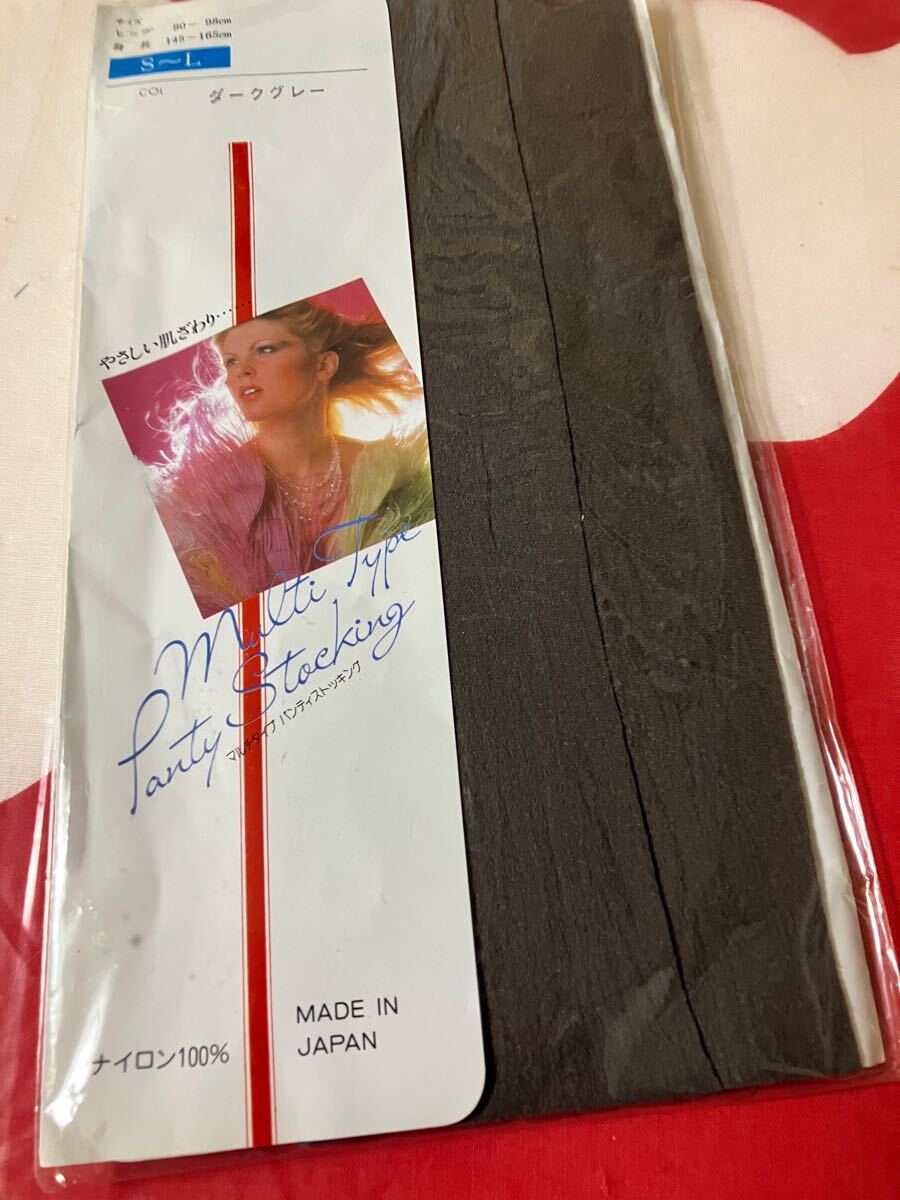 サイズ
ヒップ 80－98cm
身長 145－165cm
S～L
COL ダークグレー
やさしい肌ざわり……
Multi Type
Panty Stocking
マルチタイプ パンティストッキング
MADE IN
JAPAN
ナイロン100%